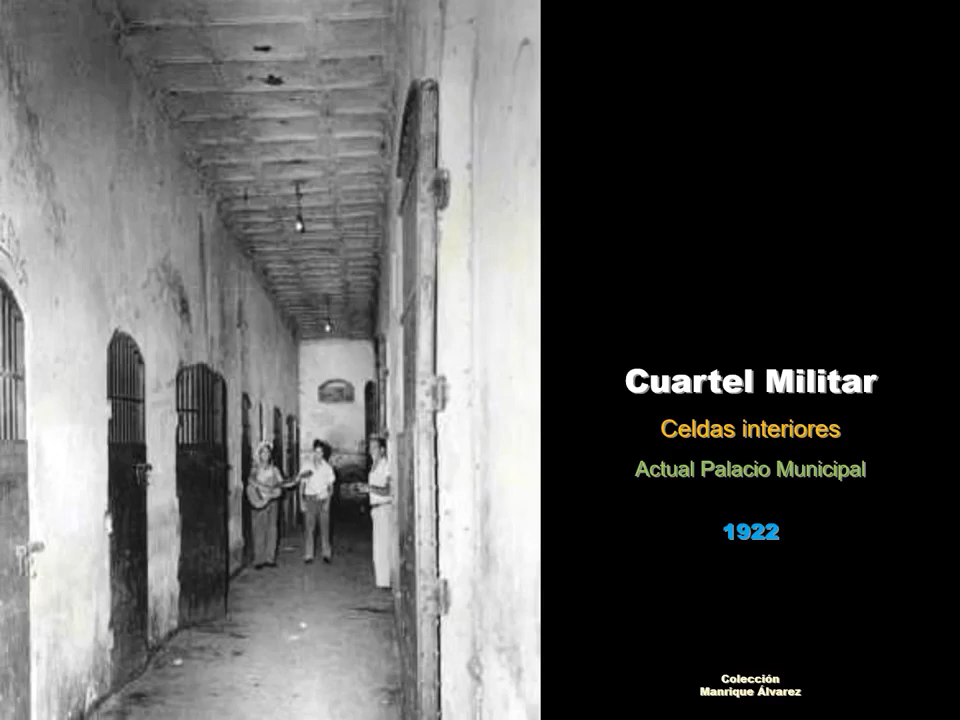 Cuartel Militar
Celdas interiores
Actual Palacio Municipal
1922
Colección
Manrique Álvarez